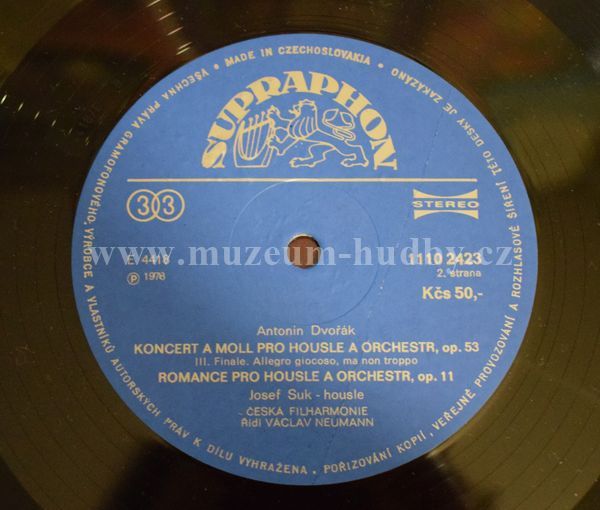 VŠECHNA PRÁVA GRAMOFONOVÉHO VÝROBCE A VLASTNÍKŮ AUTORSKÝCH PRÁV K DÍLU VYHRAŽENA. POŘIZOVÁNÍ KOPIÍ, VEŘEJNÉ PROVOZOVÁNÍ A ROZHLASOVÉ ŠÍŘENÍ TÉTO DESKY JE ZAKÁZÁNO • MADE IN CZECHOSLOVAKIA •
SUPRAPHON
33
STEREO
www.muzeum-hudby.cz
E 4418
1110 2423
℗ 1978
2. strana
Kčs 50,-
Antonín Dvořák
KONCERT A MOLL PRO HOUSLE A ORCHESTR, op. 53
III. Finale. Allegro giocoso, ma non troppo
ROMANCE PRO HOUSLE A ORCHESTR, op. 11
Josef Suk - housle
ČESKÁ FILHARMONIE
Řídí VÁCLAV NEUMANN